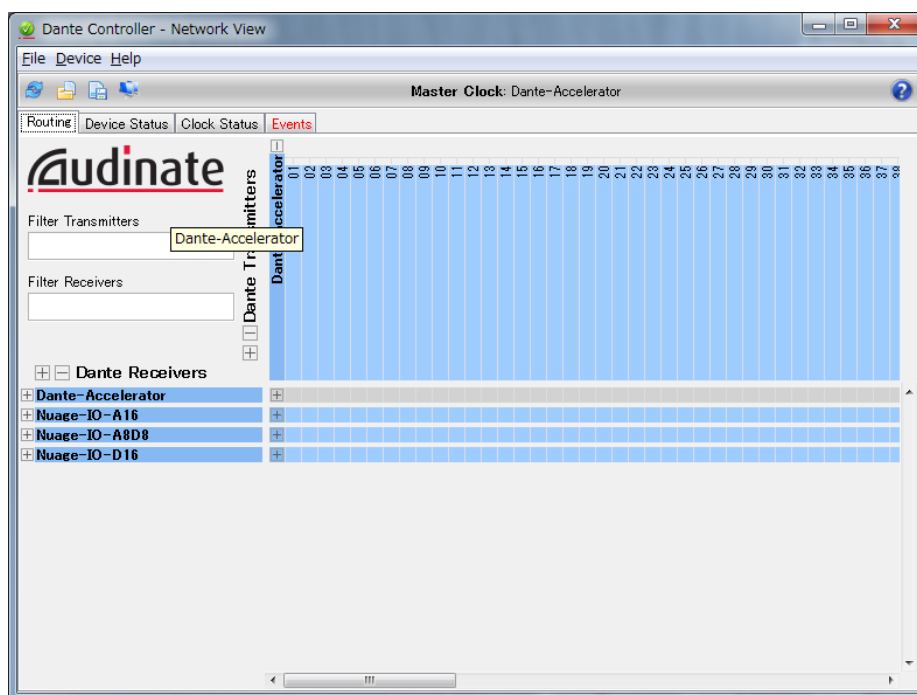 Dante Controller - Network View
File Device Help
Master Clock: Dante-Accelerator
Routing Device Status Clock Status Events
Audinate
Filter Transmitters
Dante-Accelerator
Filter Receivers
Dante Transmitters
Dante-Accelerator
01 02 03 04 05 06 07 08 09 10 11 12 13 14 15 16 17 18 19 20 21 22 23 24 25 26 27 28 29 30 31 32 33 34 35 36 37 38
Dante Receivers
Dante-Accelerator
Nuage-IO-A16
Nuage-IO-A8D8
Nuage-IO-D16